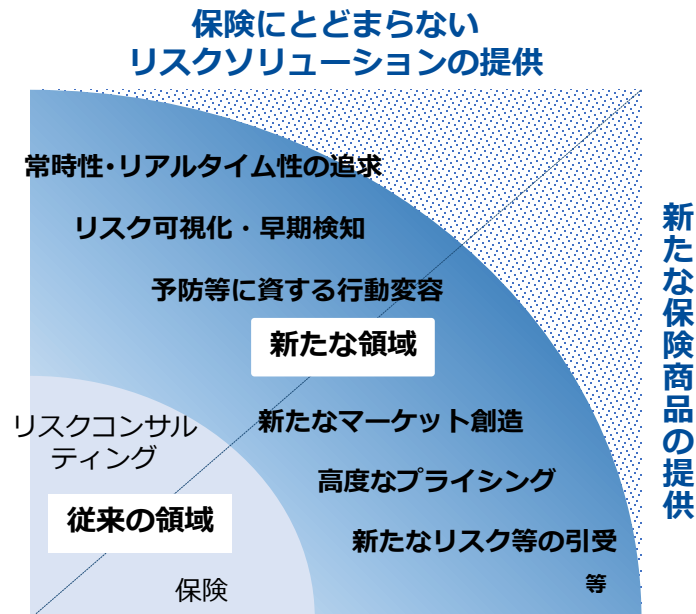 保険にとどまらない
リスクソリューションの提供
常時性・リアルタイム性の追求
リスク可視化・早期検知
予防等に資する行動変容
新たな領域
新たなマーケット創造
高度なプライシング
新たなリスク等の引受
等
リスクコンサル
ティング
従来の領域
保険
新たな保険商品の提供